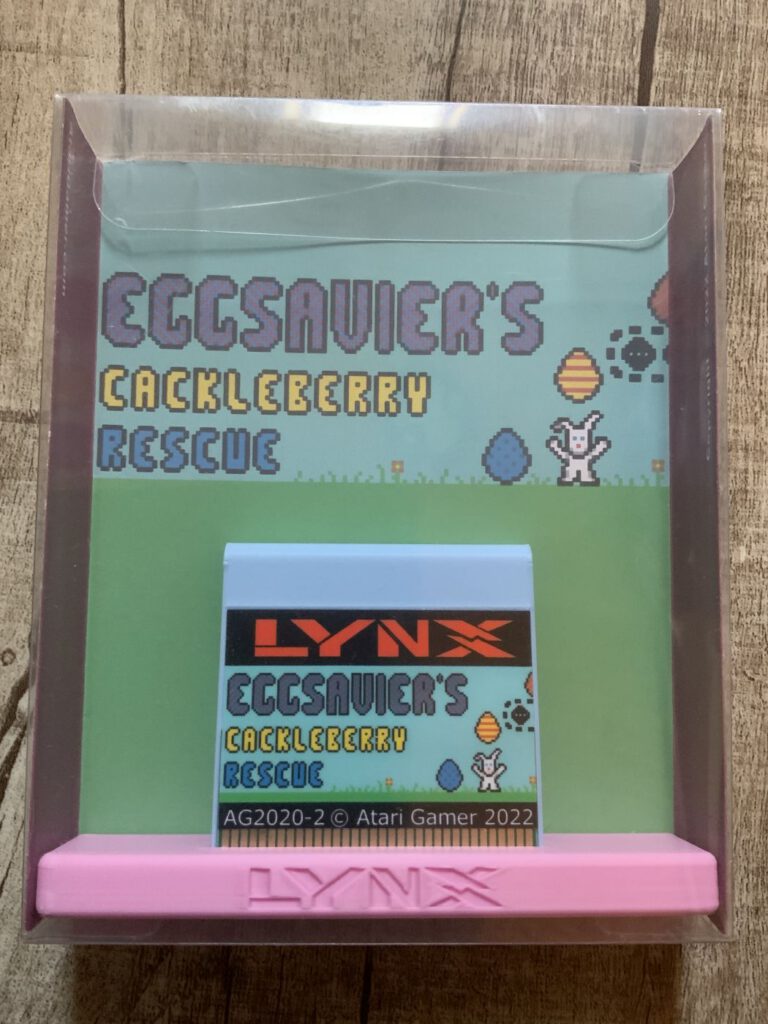 EGGSAVIER'S
CACKLEBERRY
RESCUE
LYNX
EGGSAVIER'S
CACKLEBERRY
RESCUE
AG2020-2 © Atari Gamer 2022
LYNX